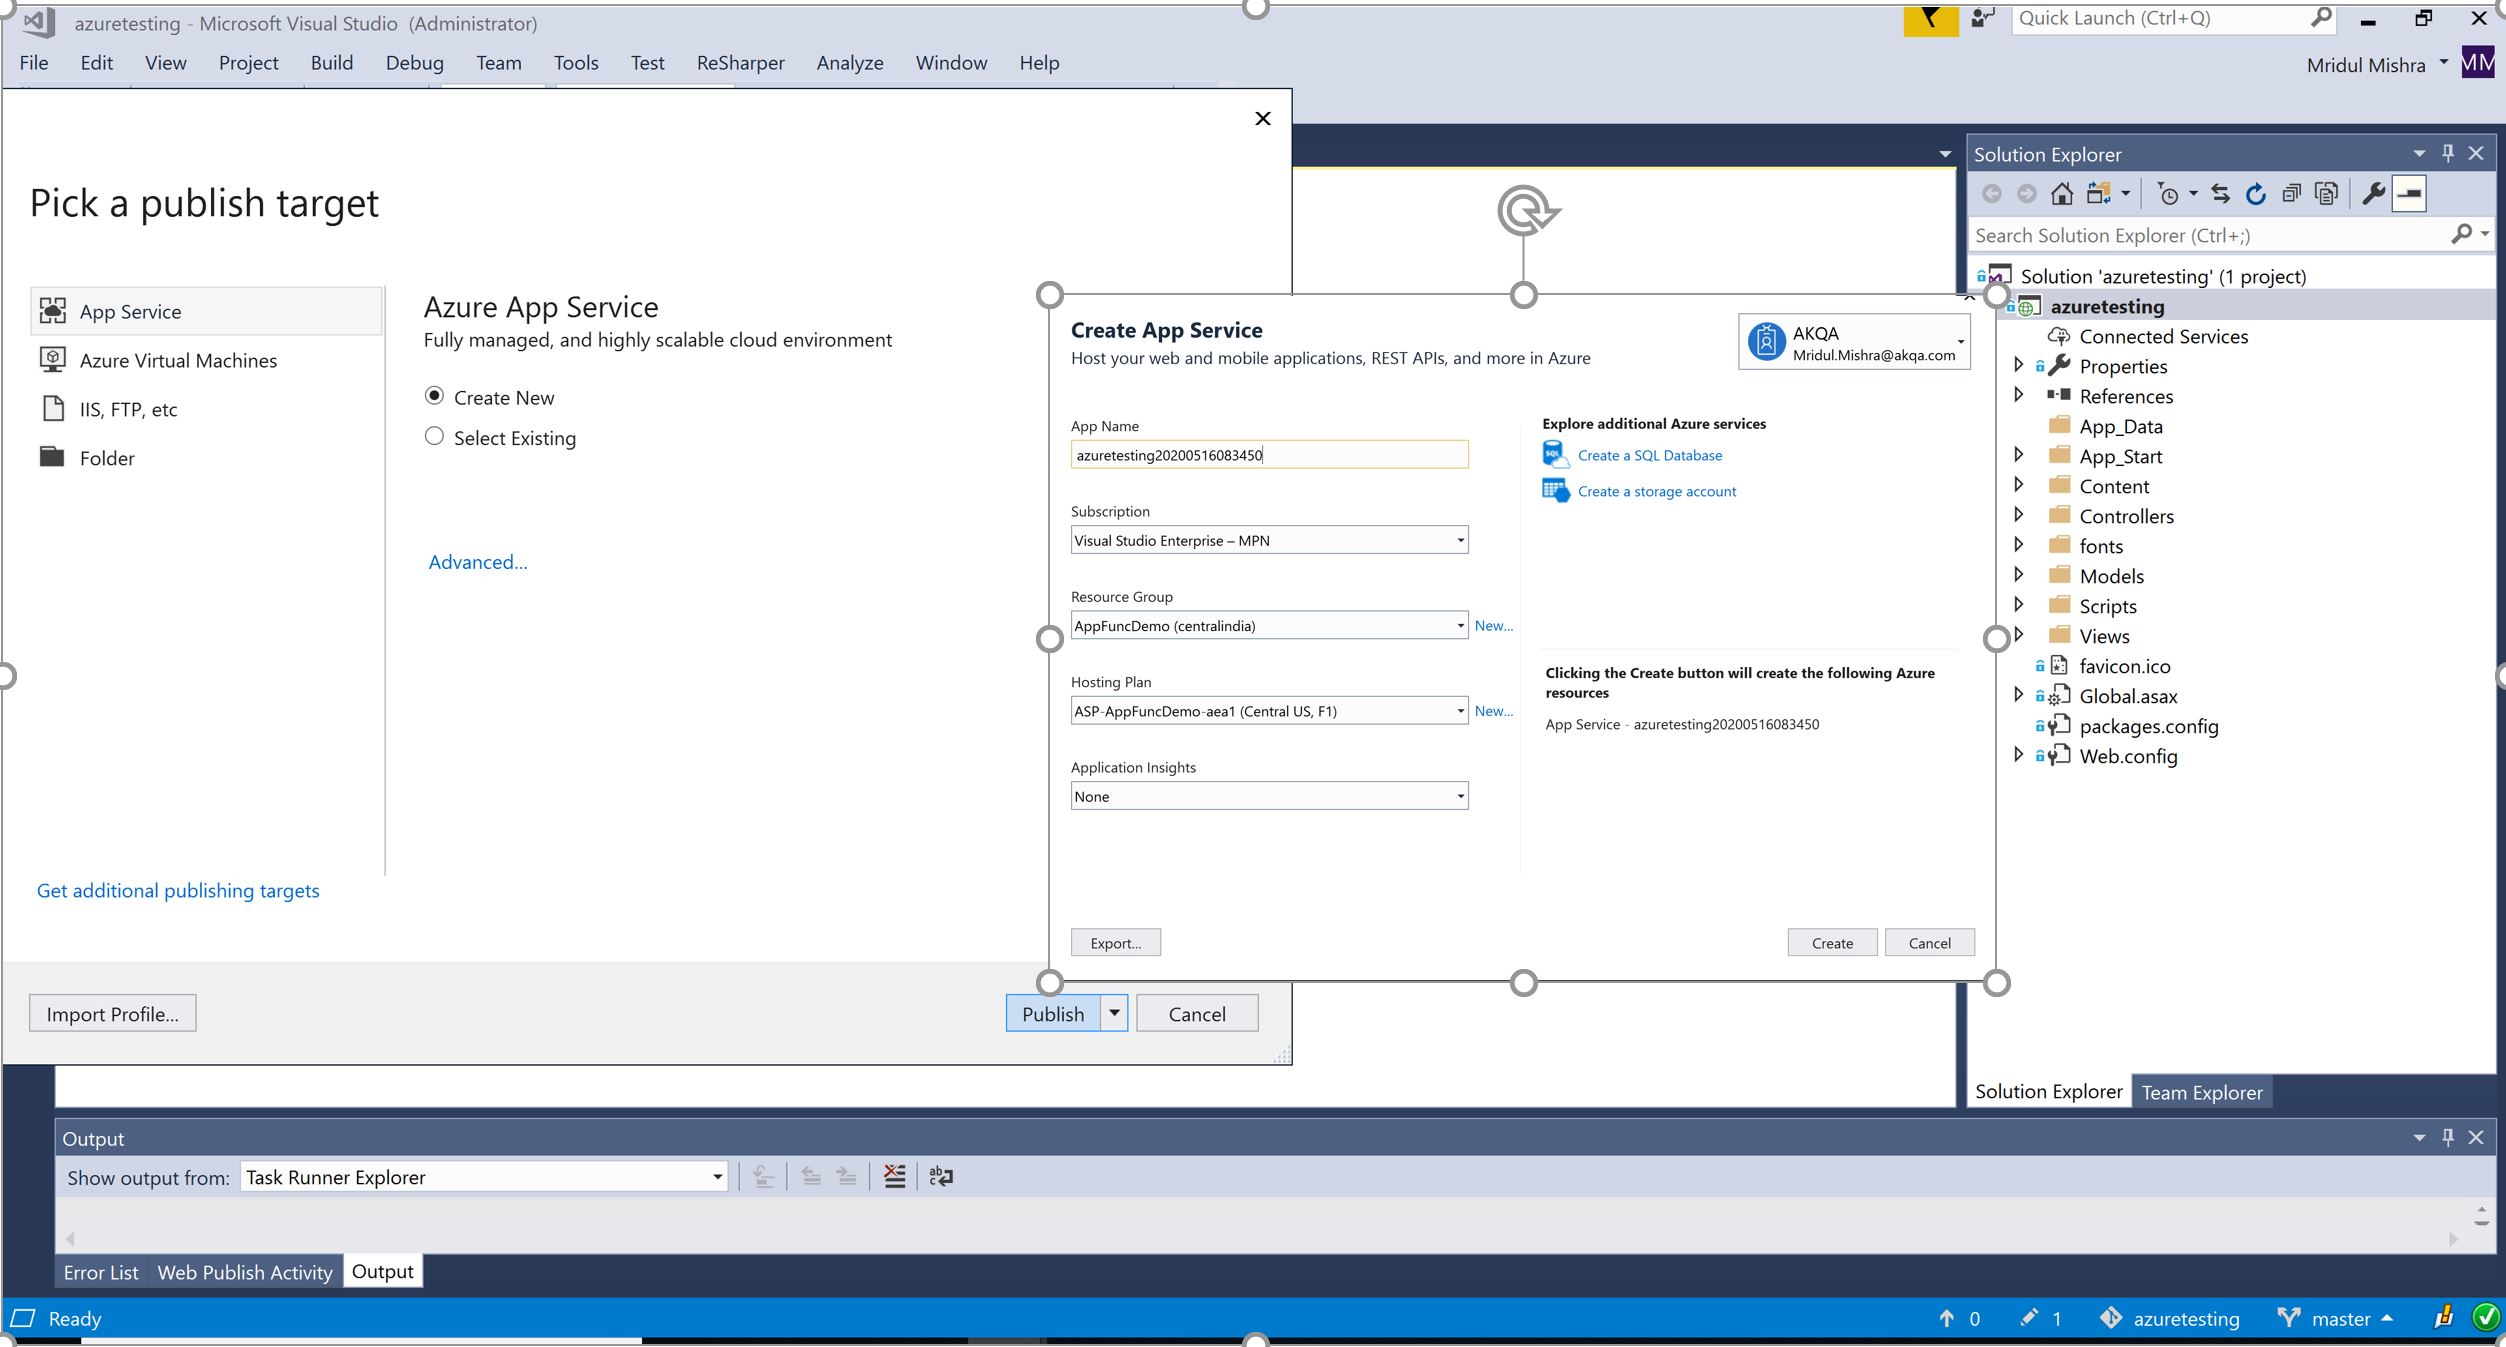 azuretesting - Microsoft Visual Studio (Administrator)
Quick Launch (Ctrl+Q)
File Edit View Project Build Debug Team Tools Test ReSharper Analyze Window Help
Mridul Mishra
MM
Pick a publish target
App Service
Azure Virtual Machines
IIS, FTP, etc
Folder
Azure App Service
Fully managed, and highly scalable cloud environment
Create New
Select Existing
Advanced...
Get additional publishing targets
Import Profile...
Publish
Cancel
Create App Service
Host your web and mobile applications, REST APIs, and more in Azure
AKQA
Mridul.Mishra@akqa.com
App Name
azuretesting20200516083450
Subscription
Visual Studio Enterprise – MPN
Resource Group
AppFuncDemo (centralindia)
New...
Hosting Plan
ASP-AppFuncDemo-aea1 (Central US, F1)
New...
Application Insights
None
Explore additional Azure services
SQL
Create a SQL Database
Create a storage account
Clicking the Create button will create the following Azure
resources
App Service - azuretesting20200516083450
Export...
Create
Cancel
Solution Explorer
Search Solution Explorer (Ctrl+;)
Solution 'azuretesting' (1 project)
azuretesting
Connected Services
Properties
References
App_Data
App_Start
Content
Controllers
fonts
Models
Scripts
Views
favicon.ico
Global.asax
packages.config
Web.config
Solution Explorer
Team Explorer
Output
Show output from:
Task Runner Explorer
Error List
Web Publish Activity
Output
Ready
0
1
azuretesting
master